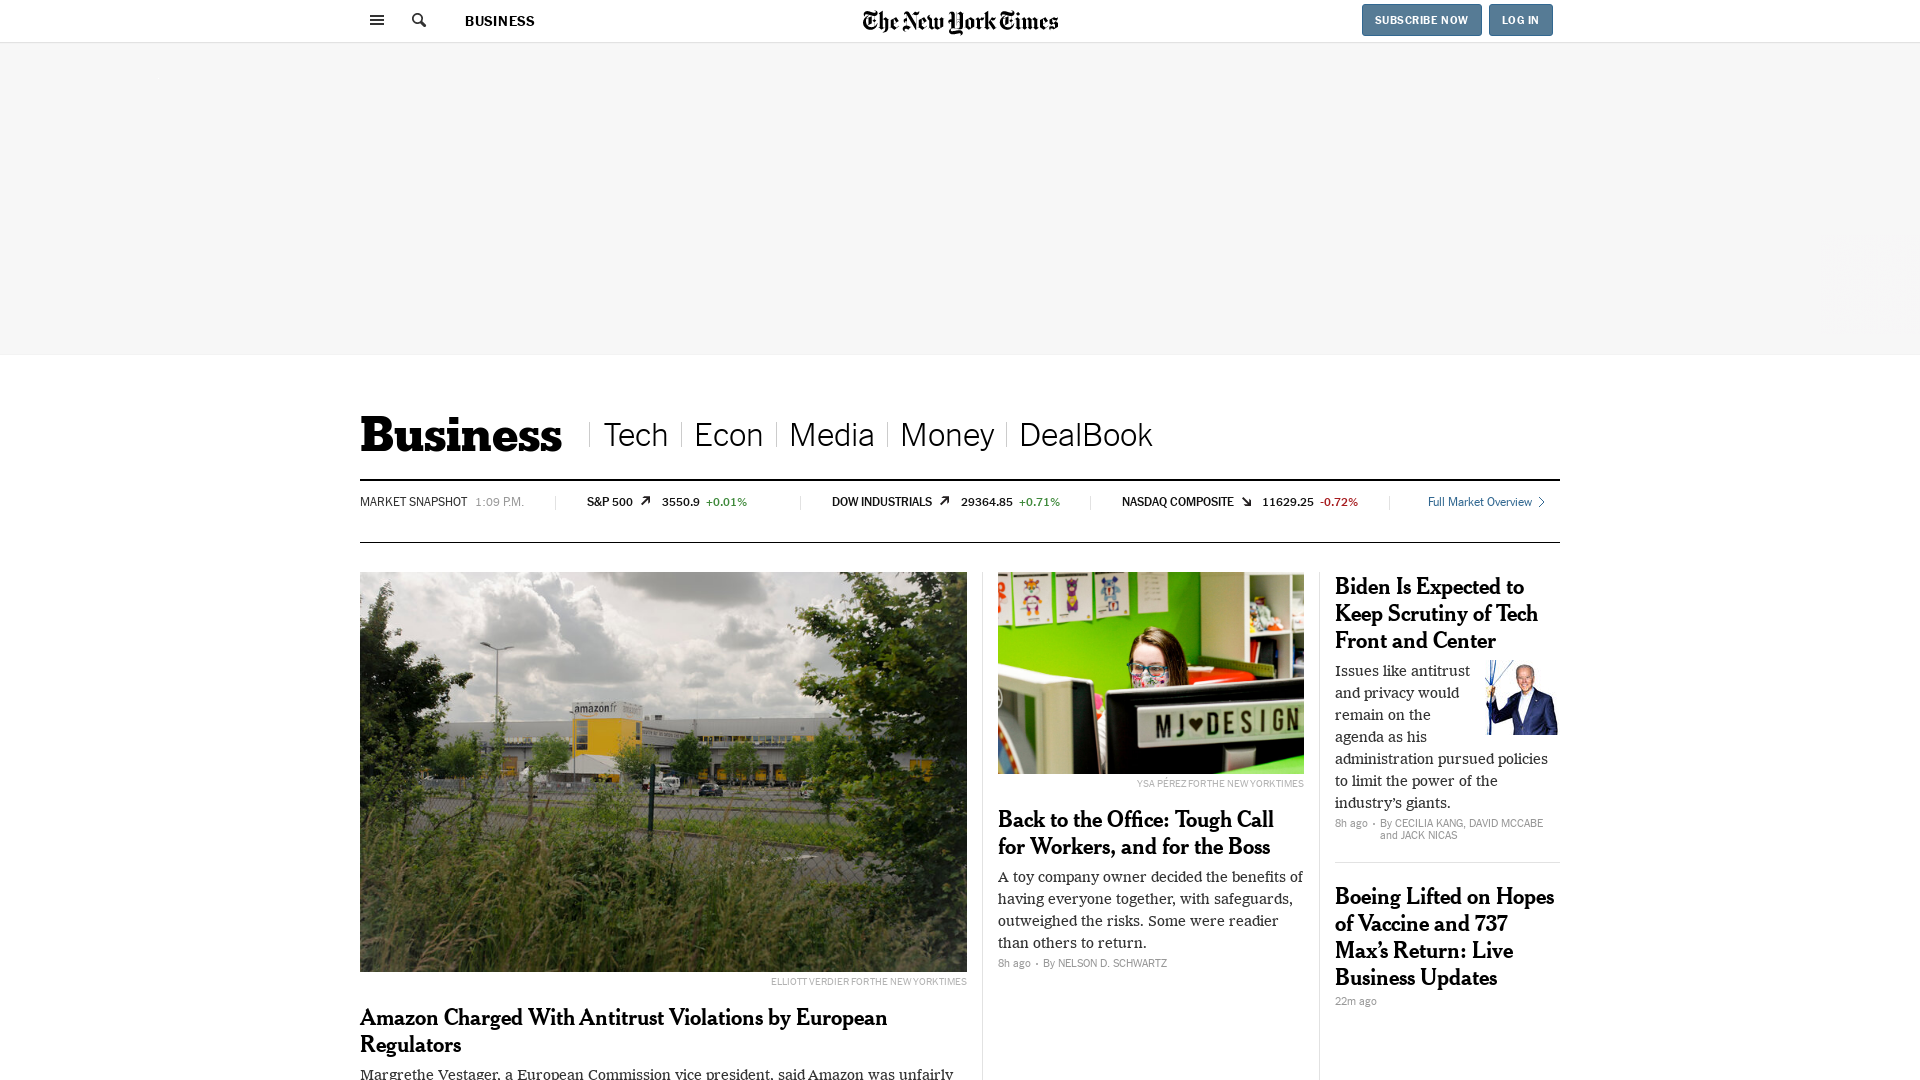 BUSINESS
The New York Times
SUBSCRIBE NOW
LOG IN
Business
Tech
Econ
Media
Money
DealBook
MARKET SNAPSHOT 1:09 P.M.
S&P 500 3550.9 +0.01%
DOW INDUSTRIALS 29364.85 +0.71%
NASDAQ COMPOSITE 11629.25 -0.72%
Full Market Overview
amazon.fr
ELLIOTT VERDIER FOR THE NEW YORK TIMES
Amazon Charged With Antitrust Violations by European
Regulators
Margrethe Vestager, a European Commission vice president, said Amazon was unfairly
MJ♥DESIGN
YSA PÉREZ FOR THE NEW YORK TIMES
Back to the Office: Tough Call
for Workers, and for the Boss
A toy company owner decided the benefits of
having everyone together, with safeguards,
outweighed the risks. Some were readier
than others to return.
8h ago • By NELSON D. SCHWARTZ
Biden Is Expected to
Keep Scrutiny of Tech
Front and Center
Issues like antitrust
and privacy would
remain on the
agenda as his
administration pursued policies
to limit the power of the
industry’s giants.
8h ago • By CECILIA KANG, DAVID MCCABE
and JACK NICAS
Boeing Lifted on Hopes
of Vaccine and 737
Max’s Return: Live
Business Updates
22m ago